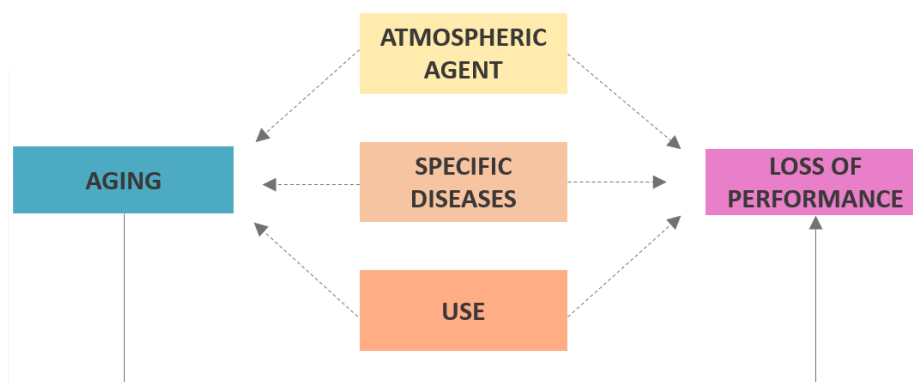 ATMOSPHERIC
AGENT
AGING
SPECIFIC
DISEASES
LOSS OF
PERFORMANCE
USE